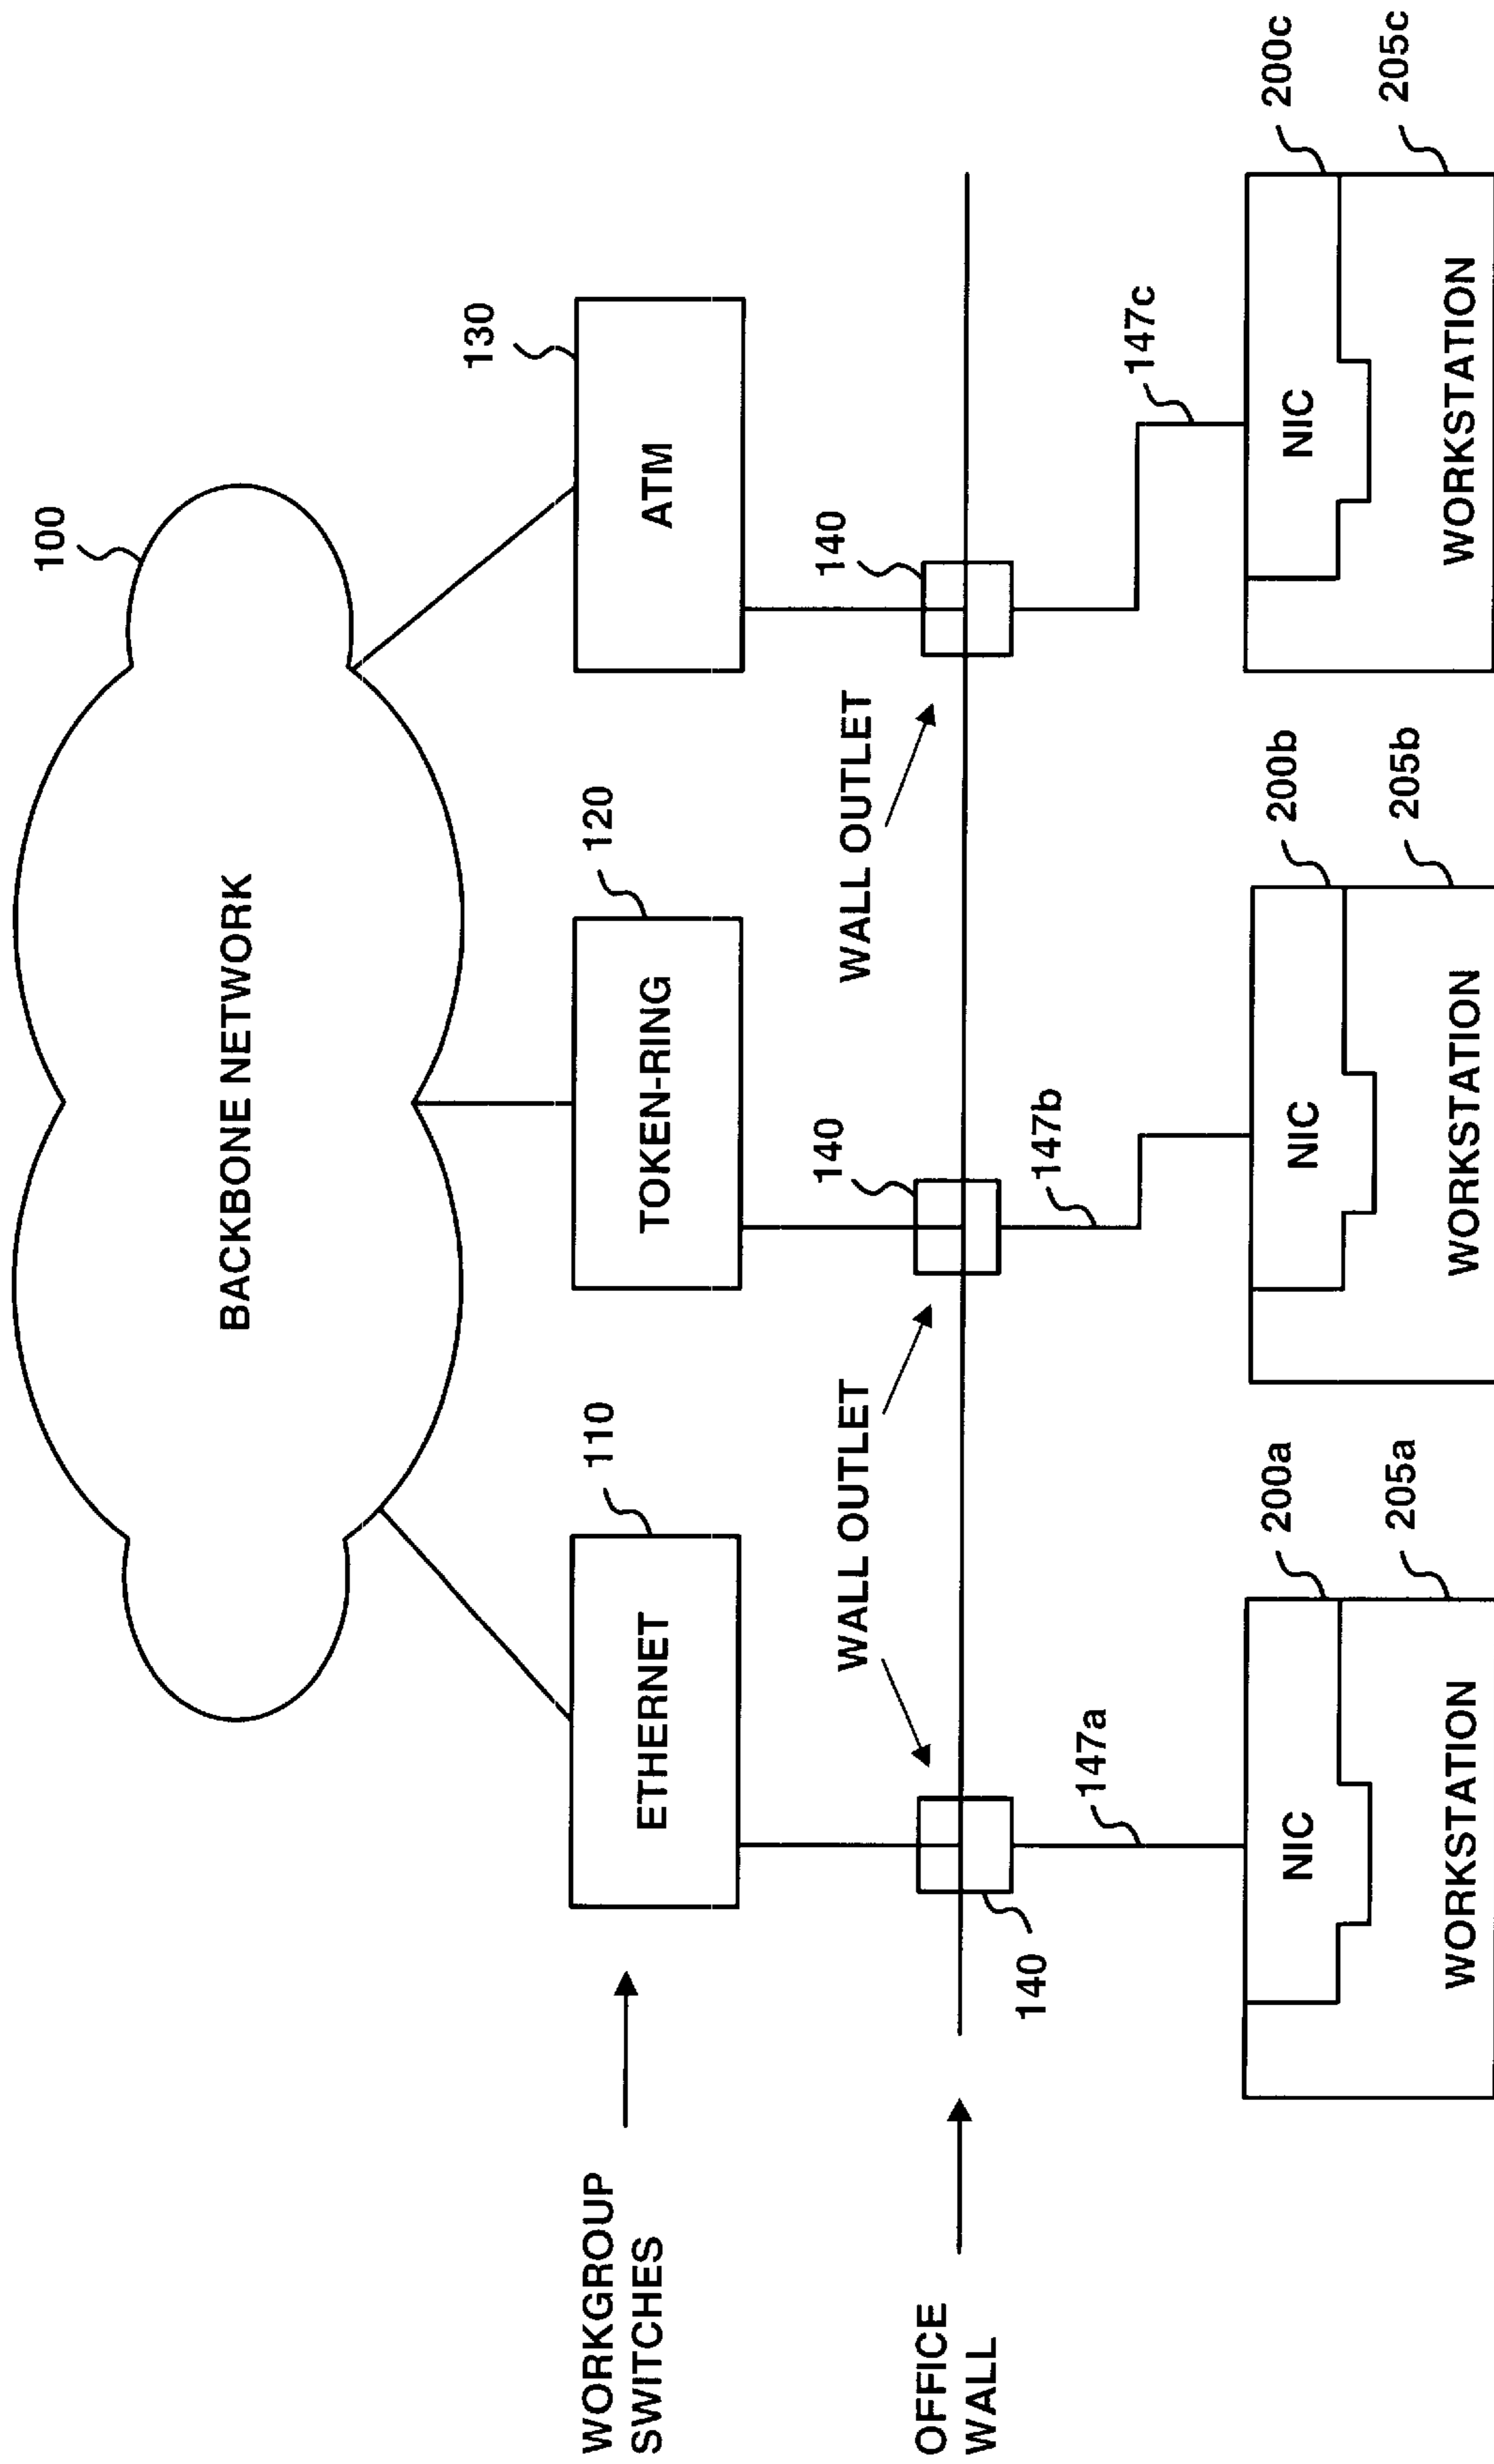 100
BACKBONE NETWORK
WORKGROUP
SWITCHES
110
ETHERNET
120
TOKEN-RING
130
ATM
OFFICE
WALL
140
WALL OUTLET
140
WALL OUTLET
140
147a
147b
147c
NIC
200a
WORKSTATION
205a
NIC
200b
WORKSTATION
205b
NIC
200c
WORKSTATION
205c